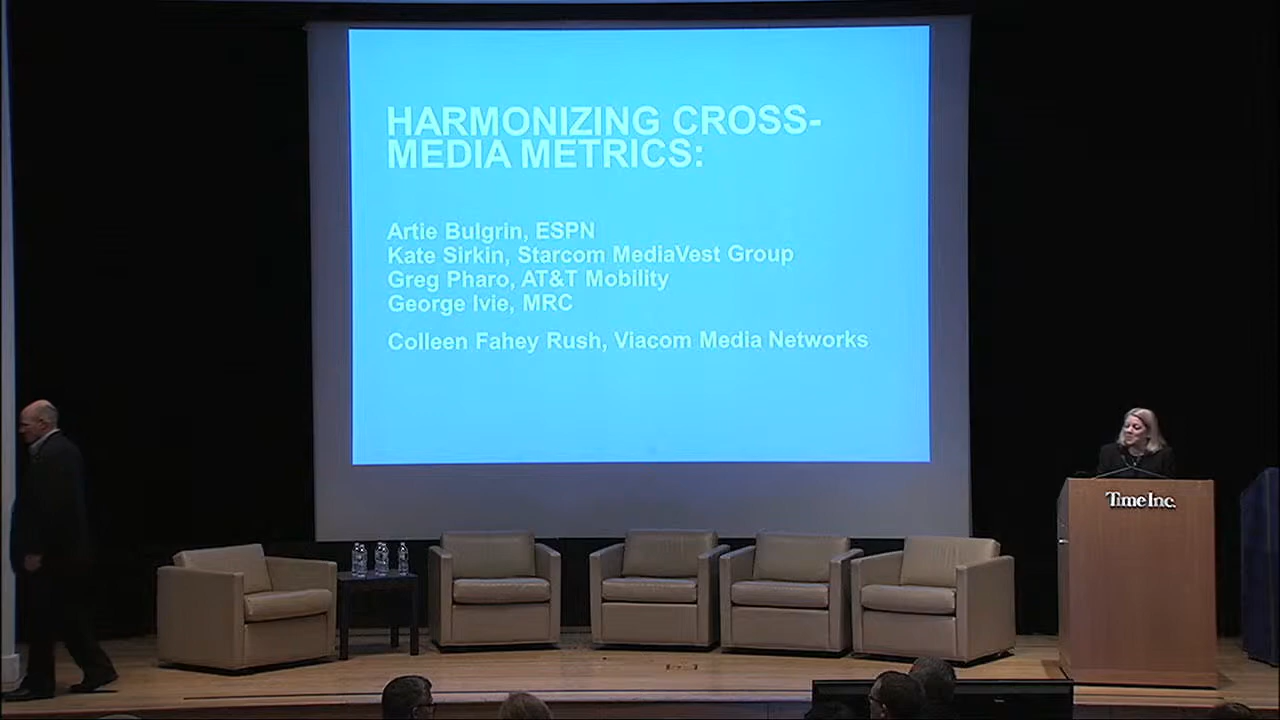 HARMONIZING CROSS-
MEDIA METRICS:
Artie Bulgrin, ESPN
Kate Sirkin, Starcom MediaVest Group
Greg Pharo, AT&T Mobility
George Ivie, MRC
Colleen Fahey Rush, Viacom Media Networks
Time Inc.